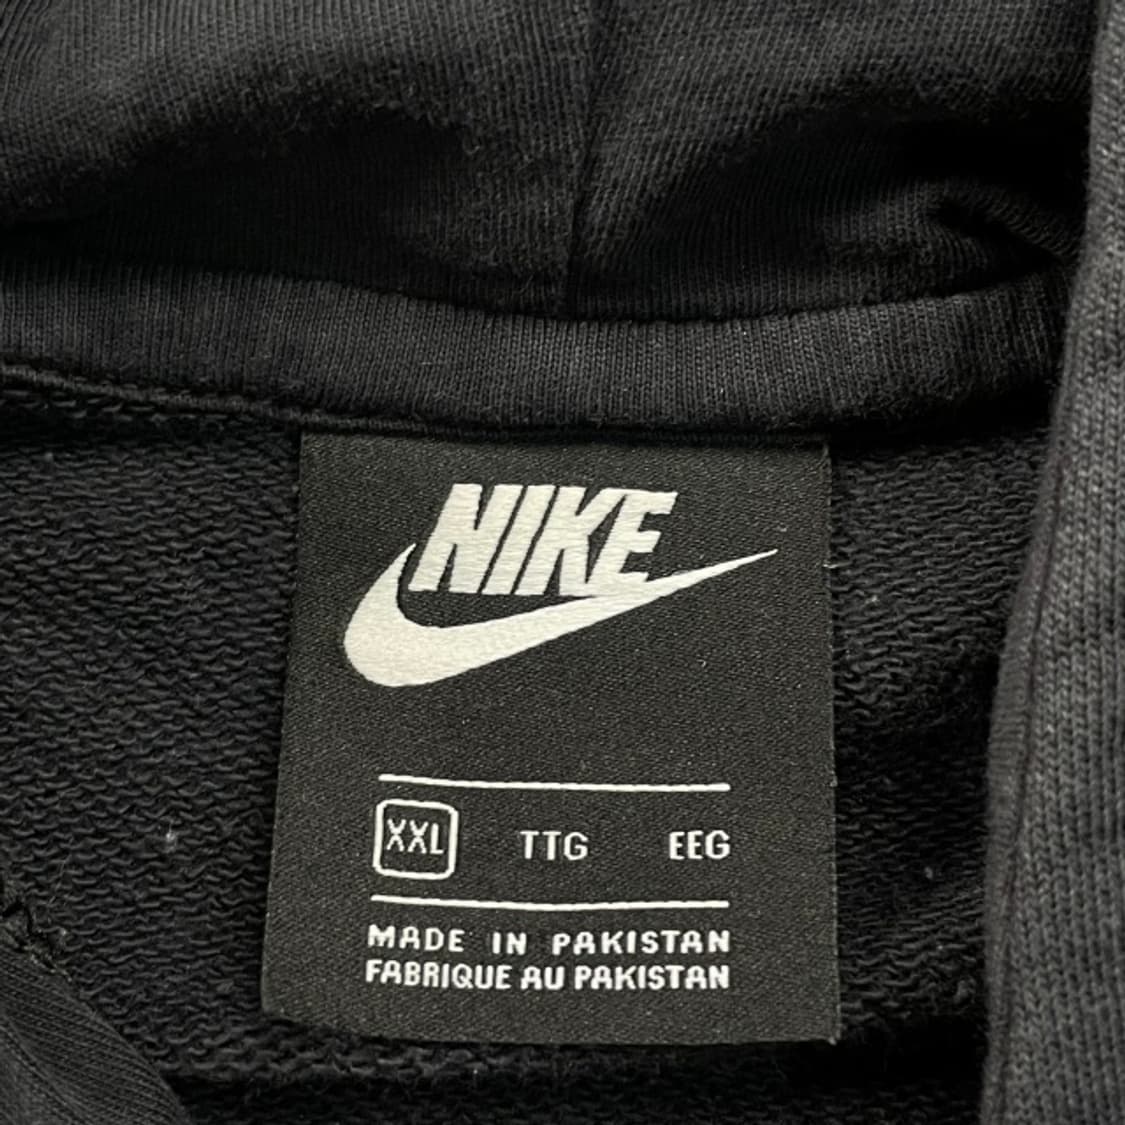 NIKE
XXL TTG EEG
MADE IN PAKISTAN
FABRIQUE AU PAKISTAN